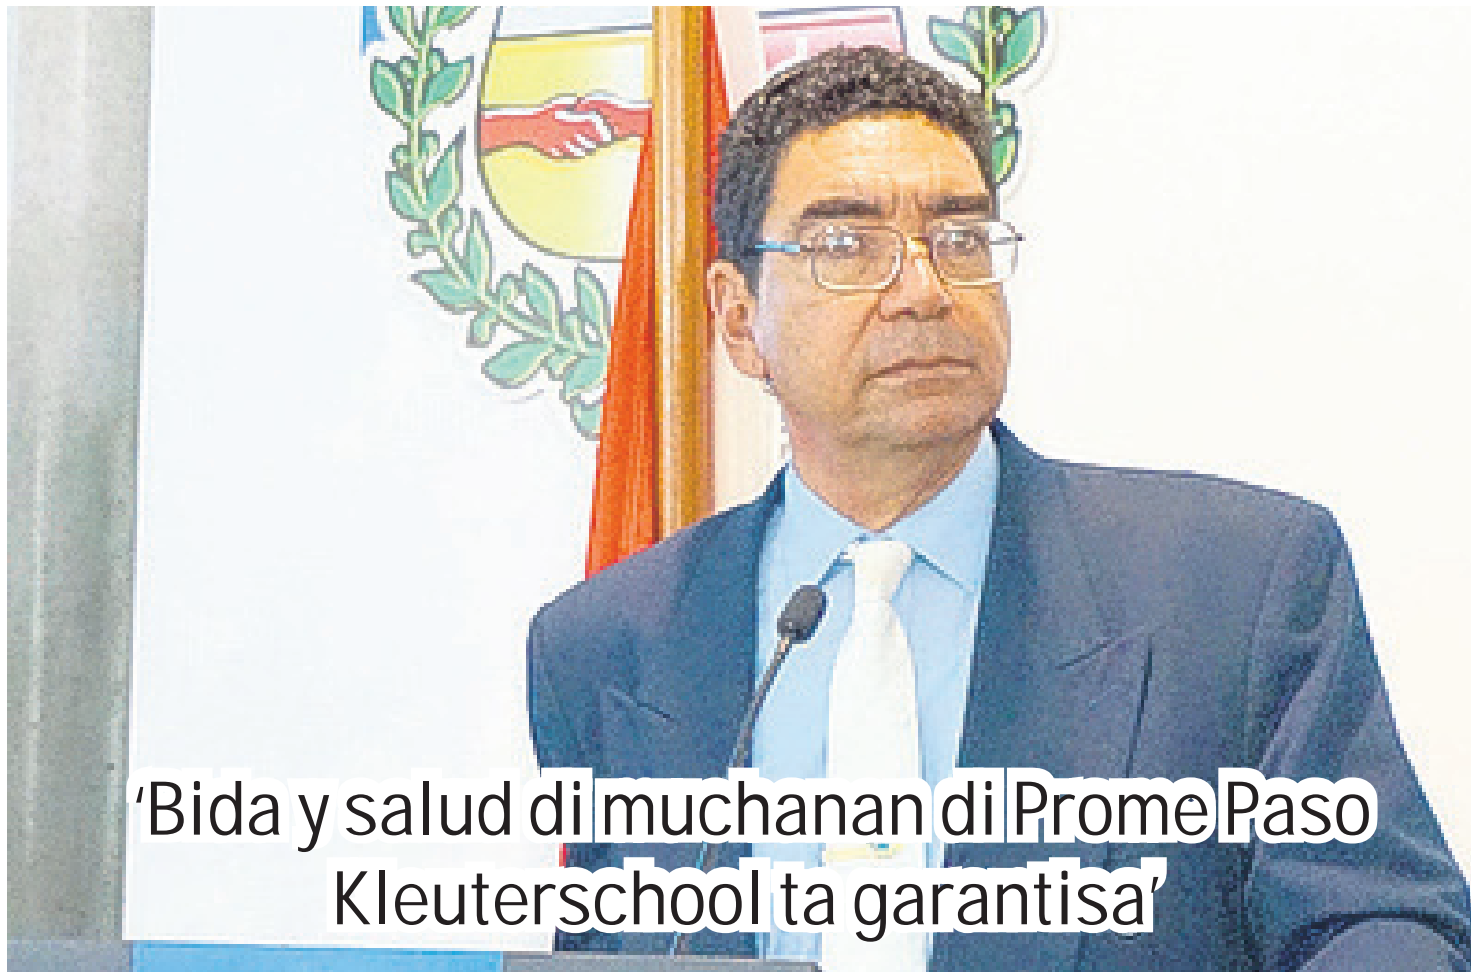 ‘Bida y salud di muchanan di Prome Paso
Kleuterschool ta garantisa’